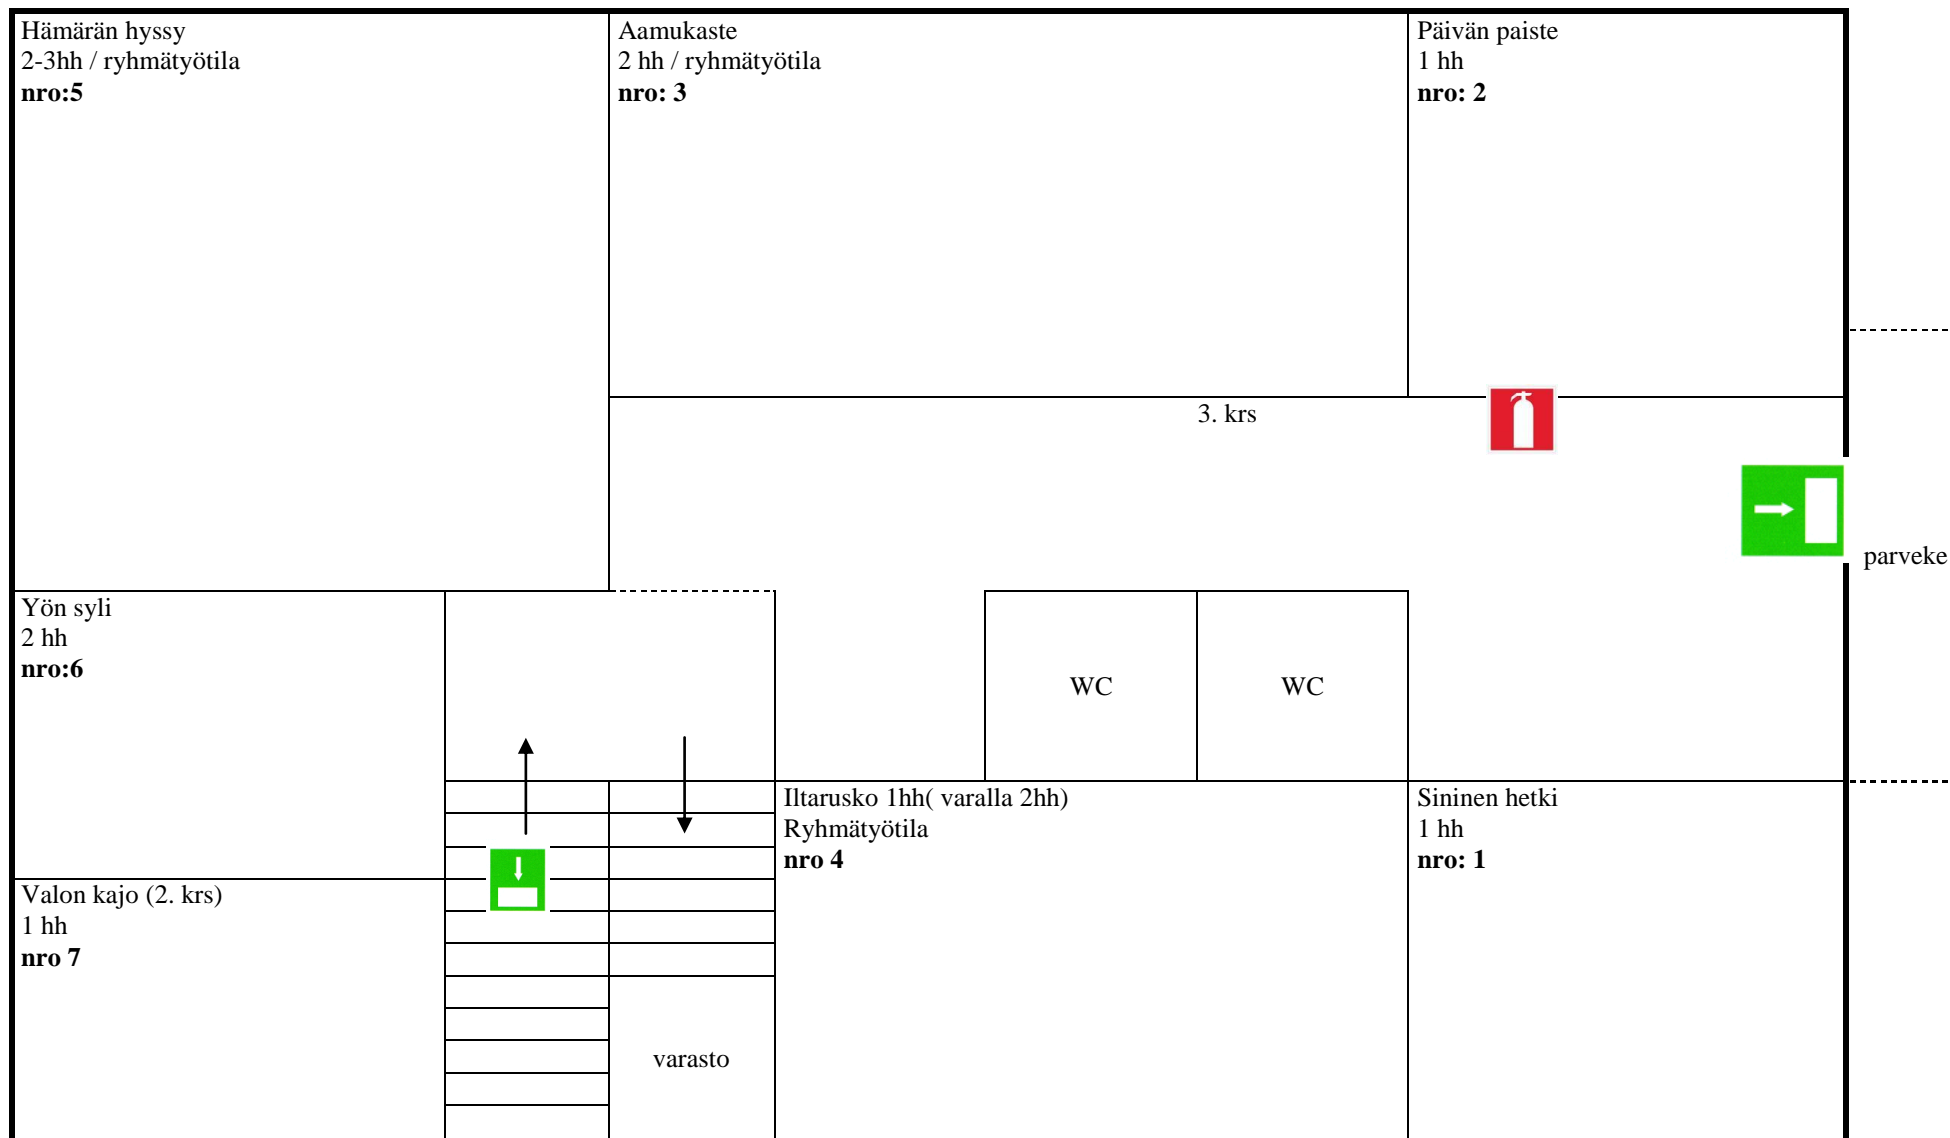 Hämärän hyssy
2-3hh / ryhmätyötila
nro:5
Aamukaste
2 hh / ryhmätyötila
nro: 3
Päivän paiste
1 hh
nro: 2
3. krs
parveke
Yön syli
2 hh
nro:6
WC
WC
Iltarusko 1hh( varalla 2hh)
Ryhmätyötila
nro 4
Sininen hetki
1 hh
nro: 1
Valon kajo (2. krs)
1 hh
nro 7
varasto